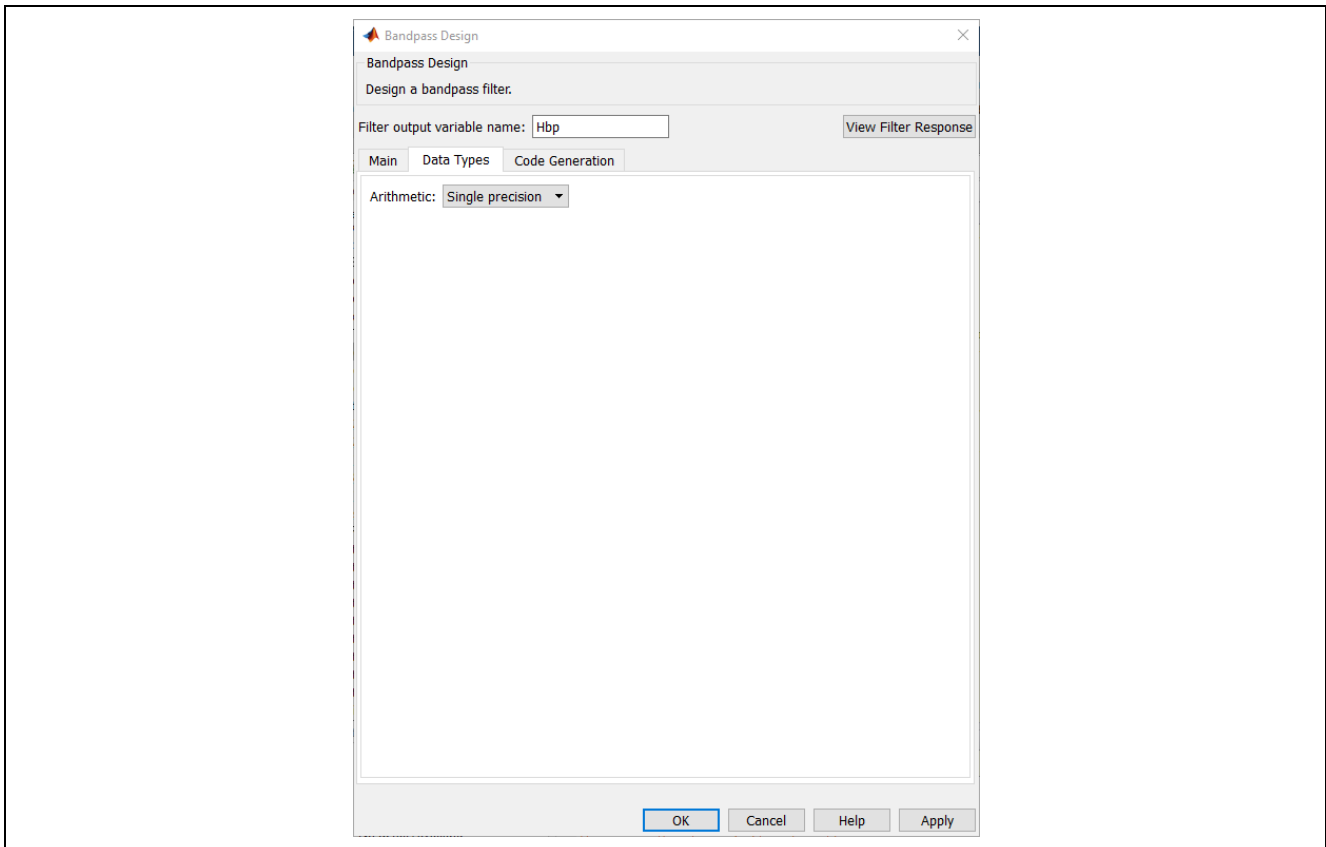 Bandpass Design
Bandpass Design
Design a bandpass filter.
Filter output variable name: Hbp View Filter Response
Main Data Types Code Generation
Arithmetic: Single precision
OK Cancel Help Apply